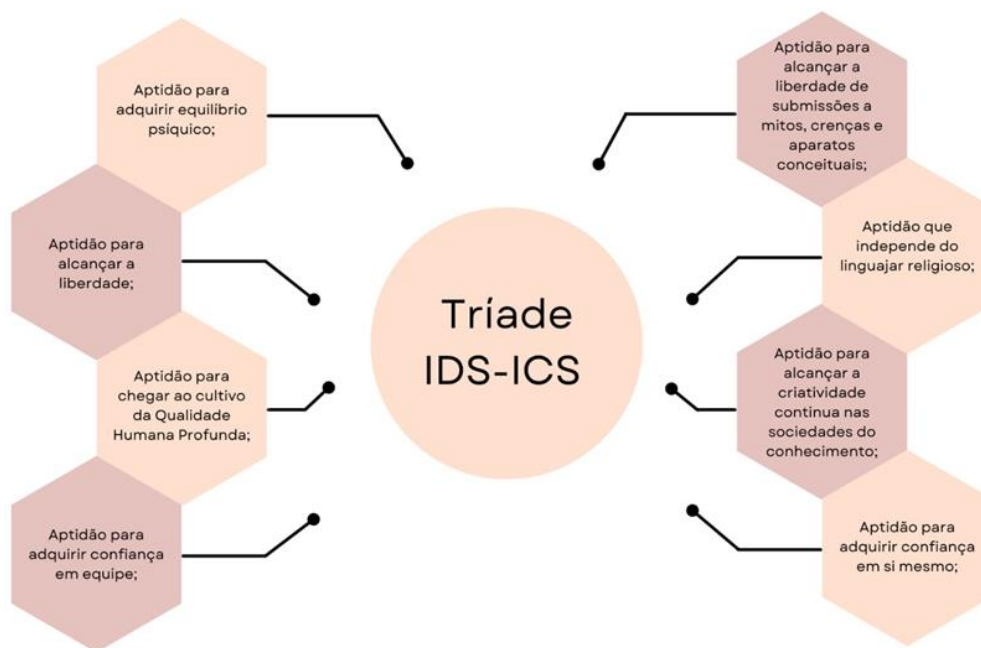 Aptidão para
adquirir equilíbrio
psíquico;
Aptidão para
alcançar a
liberdade;
Aptidão para
chegar ao cultivo
da Qualidade
Humana Profunda;
Aptidão para
adquirir confiança
em equipe;
Tríade
IDS-ICS
Aptidão para
alcançar a
liberdade de
submissões a
mitos, crenças e
aparatos
conceituais;
Aptidão que
independe do
linguajar religioso;
Aptidão para
alcançar a
criatividade
continua nas
sociedades do
conhecimento;
Aptidão para
adquirir confiança
em si mesmo;